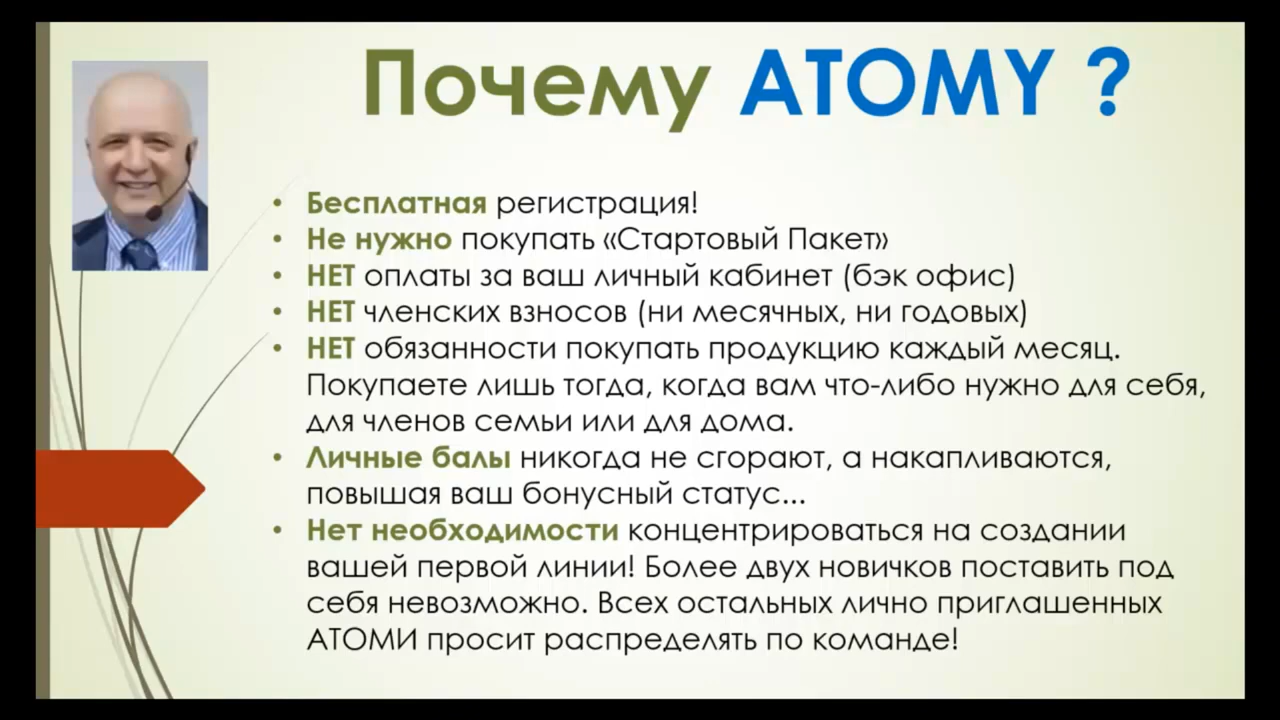 Почему ATOMY ?
• Бесплатная регистрация!
• Не нужно покупать «Стартовый Пакет»
• НЕТ оплаты за ваш личный кабинет (бэк офис)
• НЕТ членских взносов (ни месячных, ни годовых)
• НЕТ обязанности покупать продукцию каждый месяц.
Покупаете лишь тогда, когда вам что-либо нужно для себя,
для членов семьи или для дома.
• Личные балы никогда не сгорают, а накапливаются,
повышая ваш бонусный статус...
• Нет необходимости концентрироваться на создании
вашей первой линии! Более двух новичков поставить под
себя невозможно. Всех остальных лично приглашенных
АТОМИ просит распределять по команде!